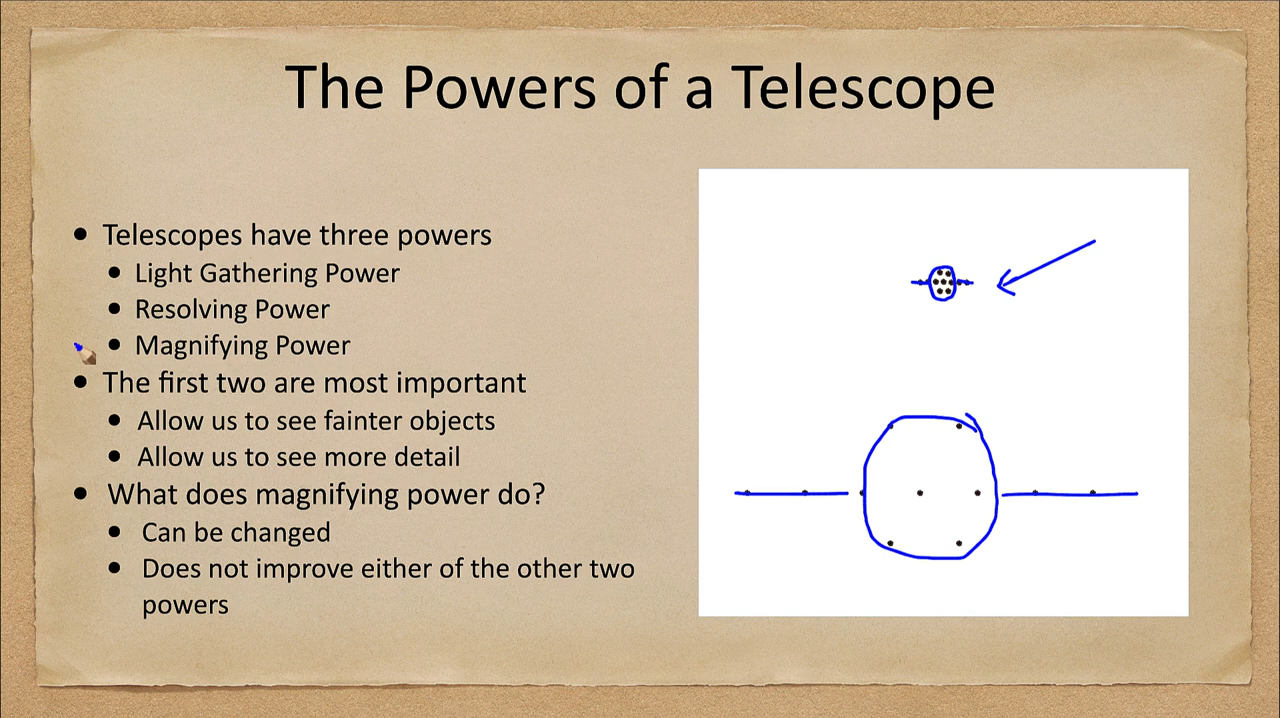 The Powers of a Telescope
Telescopes have three powers
Light Gathering Power
Resolving Power
Magnifying Power
The first two are most important
Allow us to see fainter objects
Allow us to see more detail
What does magnifying power do?
Can be changed
Does not improve either of the other two
powers